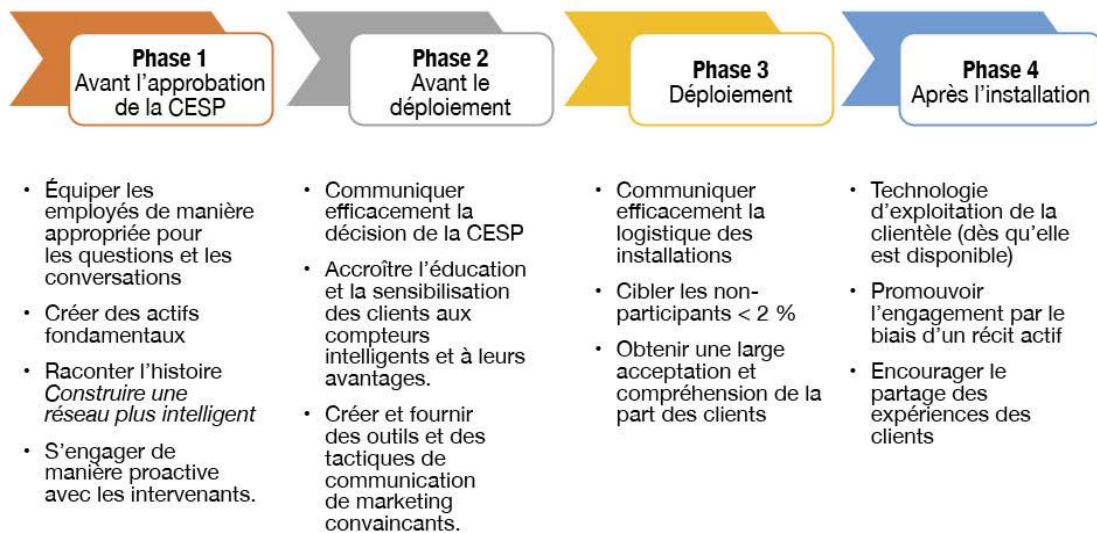 Phase 1
Avant l'approbation
de la CESP
Phase 2
Avant le
déploiement
Phase 3
Déploiement
Phase 4
Après l'installation
• Équiper les
employés de manière
appropriée pour
les questions et les
conversations
• Créer des actifs
fondamentaux
• Raconter l'histoire
Construire une
réseau plus intelligent
• S'engager de
manière proactive
avec les intervenants.
• Communiquer
efficacement la
décision de la CESP
• Accroître l'éducation
et la sensibilisation
des clients aux
compteurs
intelligents et à leurs
avantages.
• Créer et fournir
des outils et des
tactiques de
communication
de marketing
convaincants.
• Communiquer
efficacement la
logistique des
installations
• Cibler les non-
participants < 2 %
• Obtenir une large
acceptation et
compréhension de la
part des clients
• Technologie
d'exploitation de la
clientèle (dès qu'elle
est disponible)
• Promouvoir
l'engagement par le
biais d'un récit actif
• Encourager le
partage des
expériences des
clients